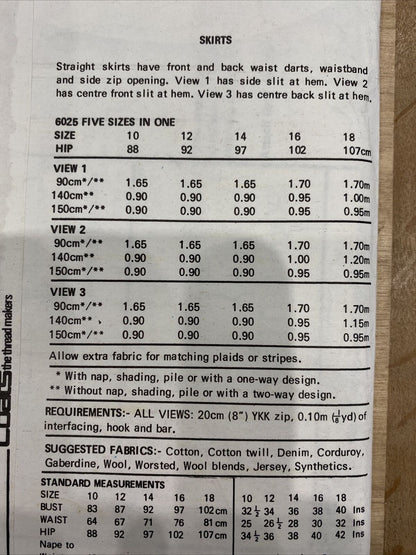 SKIRTS
Straight skirts have front and back waist darts, waistband
and side zip opening. View 1 has side slit at hem. View 2
has centre front slit at hem. View 3 has centre back slit at hem.
6025 FIVE SIZES IN ONE
SIZE 10 12 14 16 18
HIP 88 92 97 102 107cm
VIEW 1
90cm*/** 1.65 1.65 1.65 1.70 1.70m
140cm** 0.90 0.90 0.90 0.95 1.00m
150cm*/** 0.90 0.90 0.90 0.95 0.95m
VIEW 2
90cm*/** 1.65 1.65 1.65 1.70 1.70m
140cm** 0.90 0.90 0.90 1.00 1.20m
150cm*/** 0.90 0.90 0.90 0.95 0.95m
VIEW 3
90cm*/** 1.65 1.65 1.65 1.70 1.70m
140cm** 0.90 0.90 0.90 0.95 1.15m
150cm*/** 0.90 0.90 0.90 0.95 0.95m
Allow extra fabric for matching plaids or stripes.
* With nap, shading, pile or with a one-way design.
** Without nap, shading, pile or with a two-way design.
REQUIREMENTS:- ALL VIEWS: 20cm (8") YKK zip, 0.10m (⅛yd) of
interfacing, hook and bar.
SUGGESTED FABRICS:- Cotton, Cotton twill, Denim, Corduroy,
Gaberdine, Wool, Worsted, Wool blends, Jersey, Synthetics.
STANDARD MEASUREMENTS
SIZE 10 12 14 16 18 10 12 14 16 18
BUST 83 87 92 97 102cm 32½ 34 36 38 40 Ins
WAIST 64 67 71 76 81cm 25 26½ 28 30 32 Ins
HIP 88 92 97 102 107cm 34½ 36 38 40 42 Ins
Nape to
Coats the thread makers